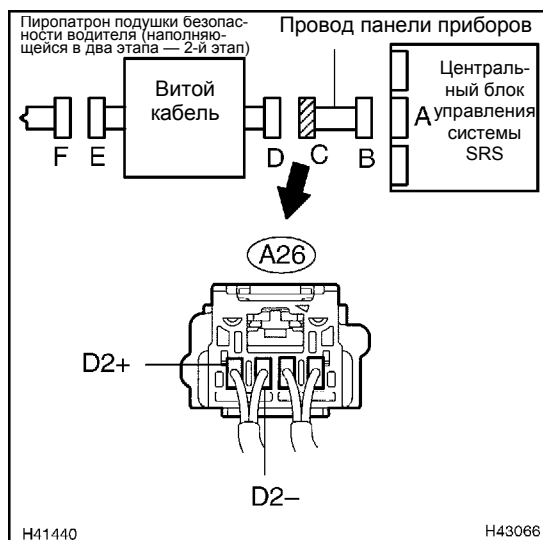 Пиропатрон подушки безопас-
ности водителя (наполняю-
щейся в два этапа — 2-й этап)
Провод панели приборов
Витой
кабель
Централь-
ный блок
управления
системы
SRS
F
E
D
C
B
A
A26
D2+
D2–
H41440
H43066